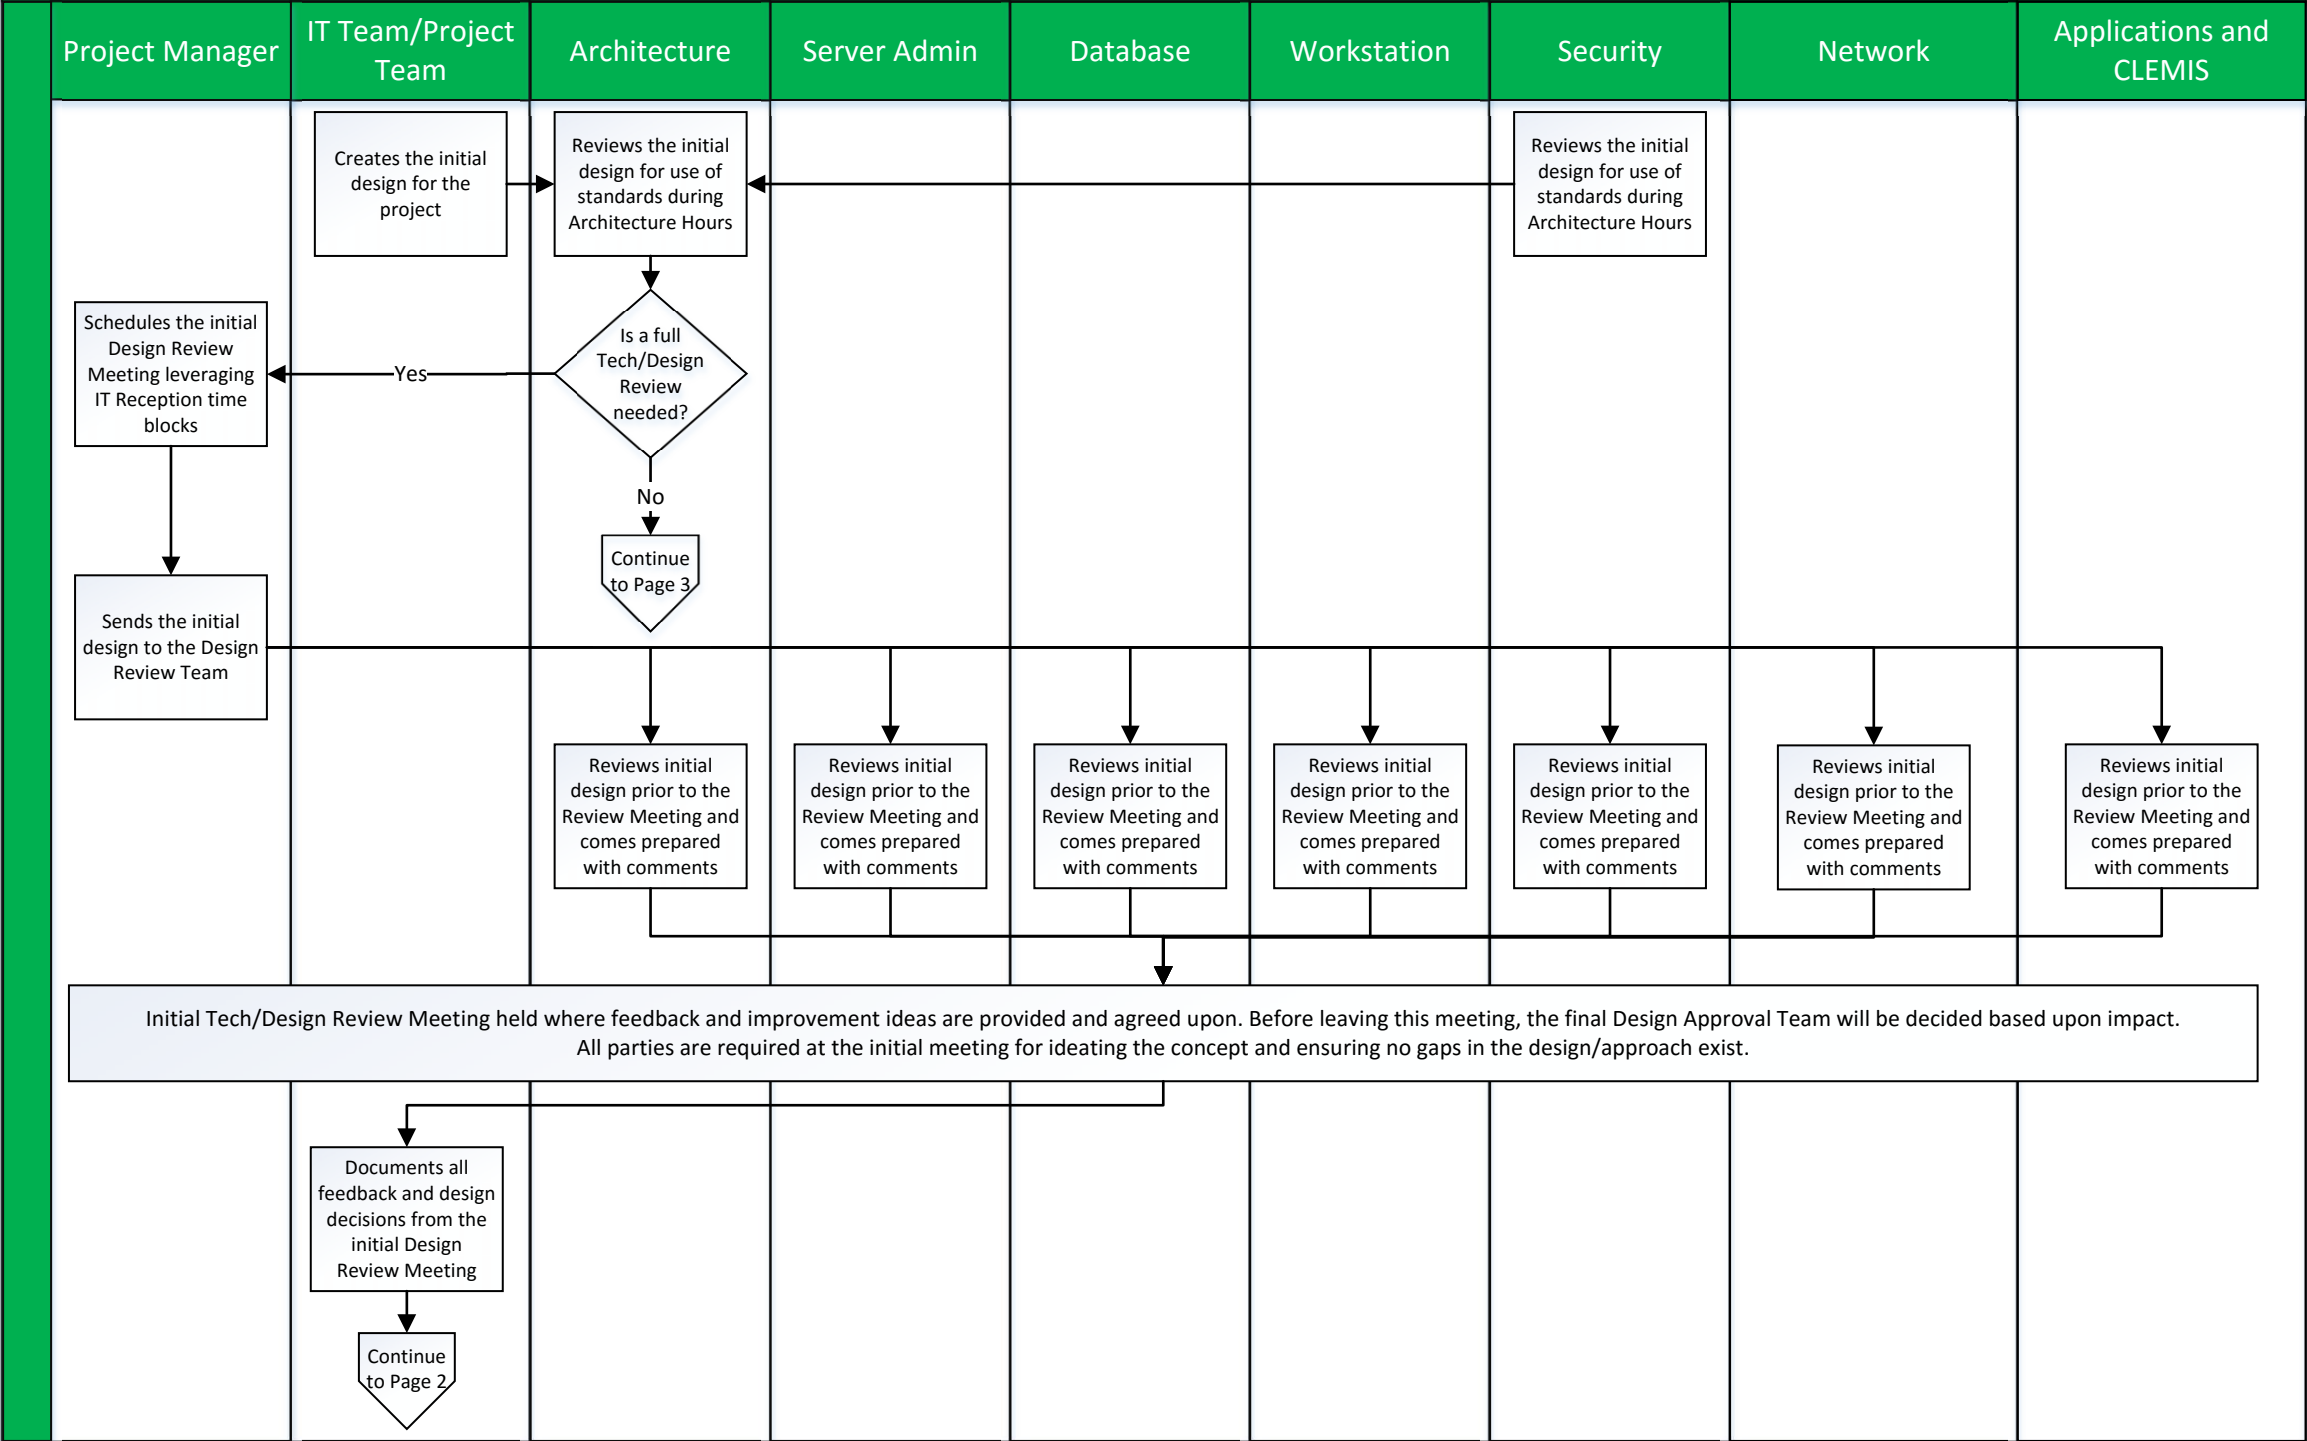 Project Manager
IT Team/Project
Team
Architecture
Server Admin
Database
Workstation
Security
Network
Applications and
CLEMIS
Creates the initial
design for the
project
Reviews the initial
design for use of
standards during
Architecture Hours
Reviews the initial
design for use of
standards during
Architecture Hours
Schedules the initial
Design Review
Meeting leveraging
IT Reception time
blocks
Yes
Is a full
Tech/Design
Review
needed?
No
Continue
to Page 3
Sends the initial
design to the Design
Review Team
Reviews initial
design prior to the
Review Meeting and
comes prepared
with comments
Reviews initial
design prior to the
Review Meeting and
comes prepared
with comments
Reviews initial
design prior to the
Review Meeting and
comes prepared
with comments
Reviews initial
design prior to the
Review Meeting and
comes prepared
with comments
Reviews initial
design prior to the
Review Meeting and
comes prepared
with comments
Reviews initial
design prior to the
Review Meeting and
comes prepared
with comments
Reviews initial
design prior to the
Review Meeting and
comes prepared
with comments
Initial Tech/Design Review Meeting held where feedback and improvement ideas are provided and agreed upon. Before leaving this meeting, the final Design Approval Team will be decided based upon impact.
All parties are required at the initial meeting for ideating the concept and ensuring no gaps in the design/approach exist.
Documents all
feedback and design
decisions from the
initial Design
Review Meeting
Continue
to Page 2